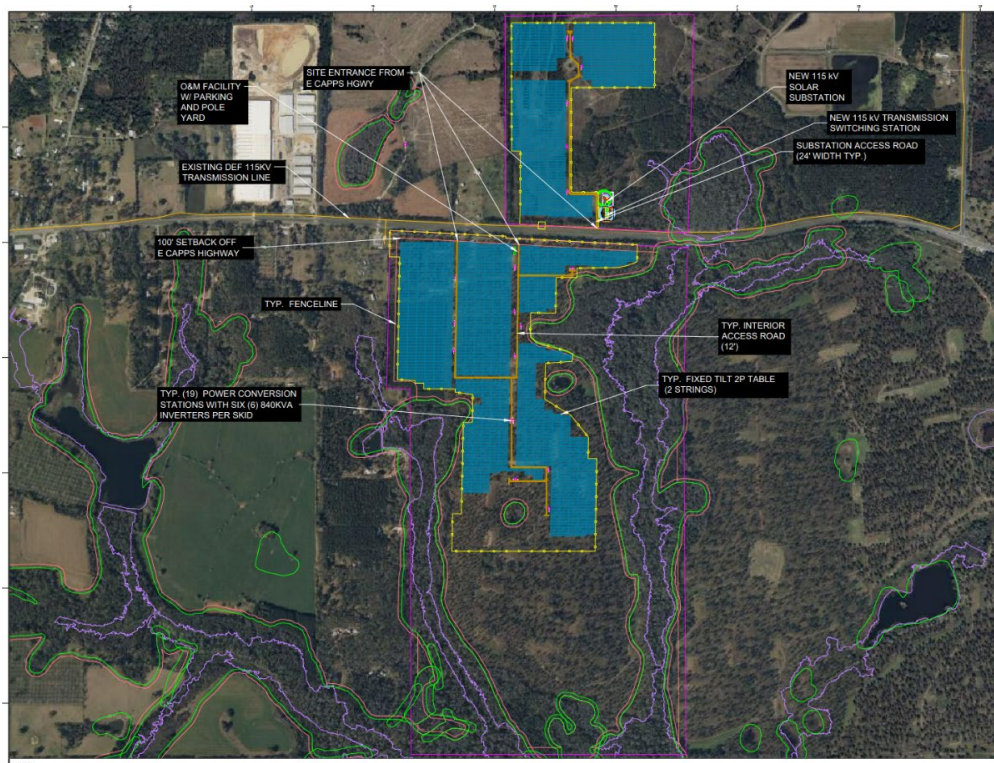 SITE ENTRANCE FROM
E CAPPS HGWY
O&M FACILITY
W/ PARKING
AND POLE
YARD
NEW 115 kV
SOLAR
SUBSTATION
NEW 115 kV TRANSMISSION
SWITCHING STATION
SUBSTATION ACCESS ROAD
(24' WIDTH TYP.)
EXISTING DEF 115KV
TRANSMISSION LINE
100' SETBACK OFF
E CAPPS HIGHWAY
TYP. FENCELINE
TYP. INTERIOR
ACCESS ROAD
(12')
TYP. FIXED TILT 2P TABLE
(2 STRINGS)
TYP. (19) POWER CONVERSION
STATIONS WITH SIX (6) 840KVA
INVERTERS PER SKID